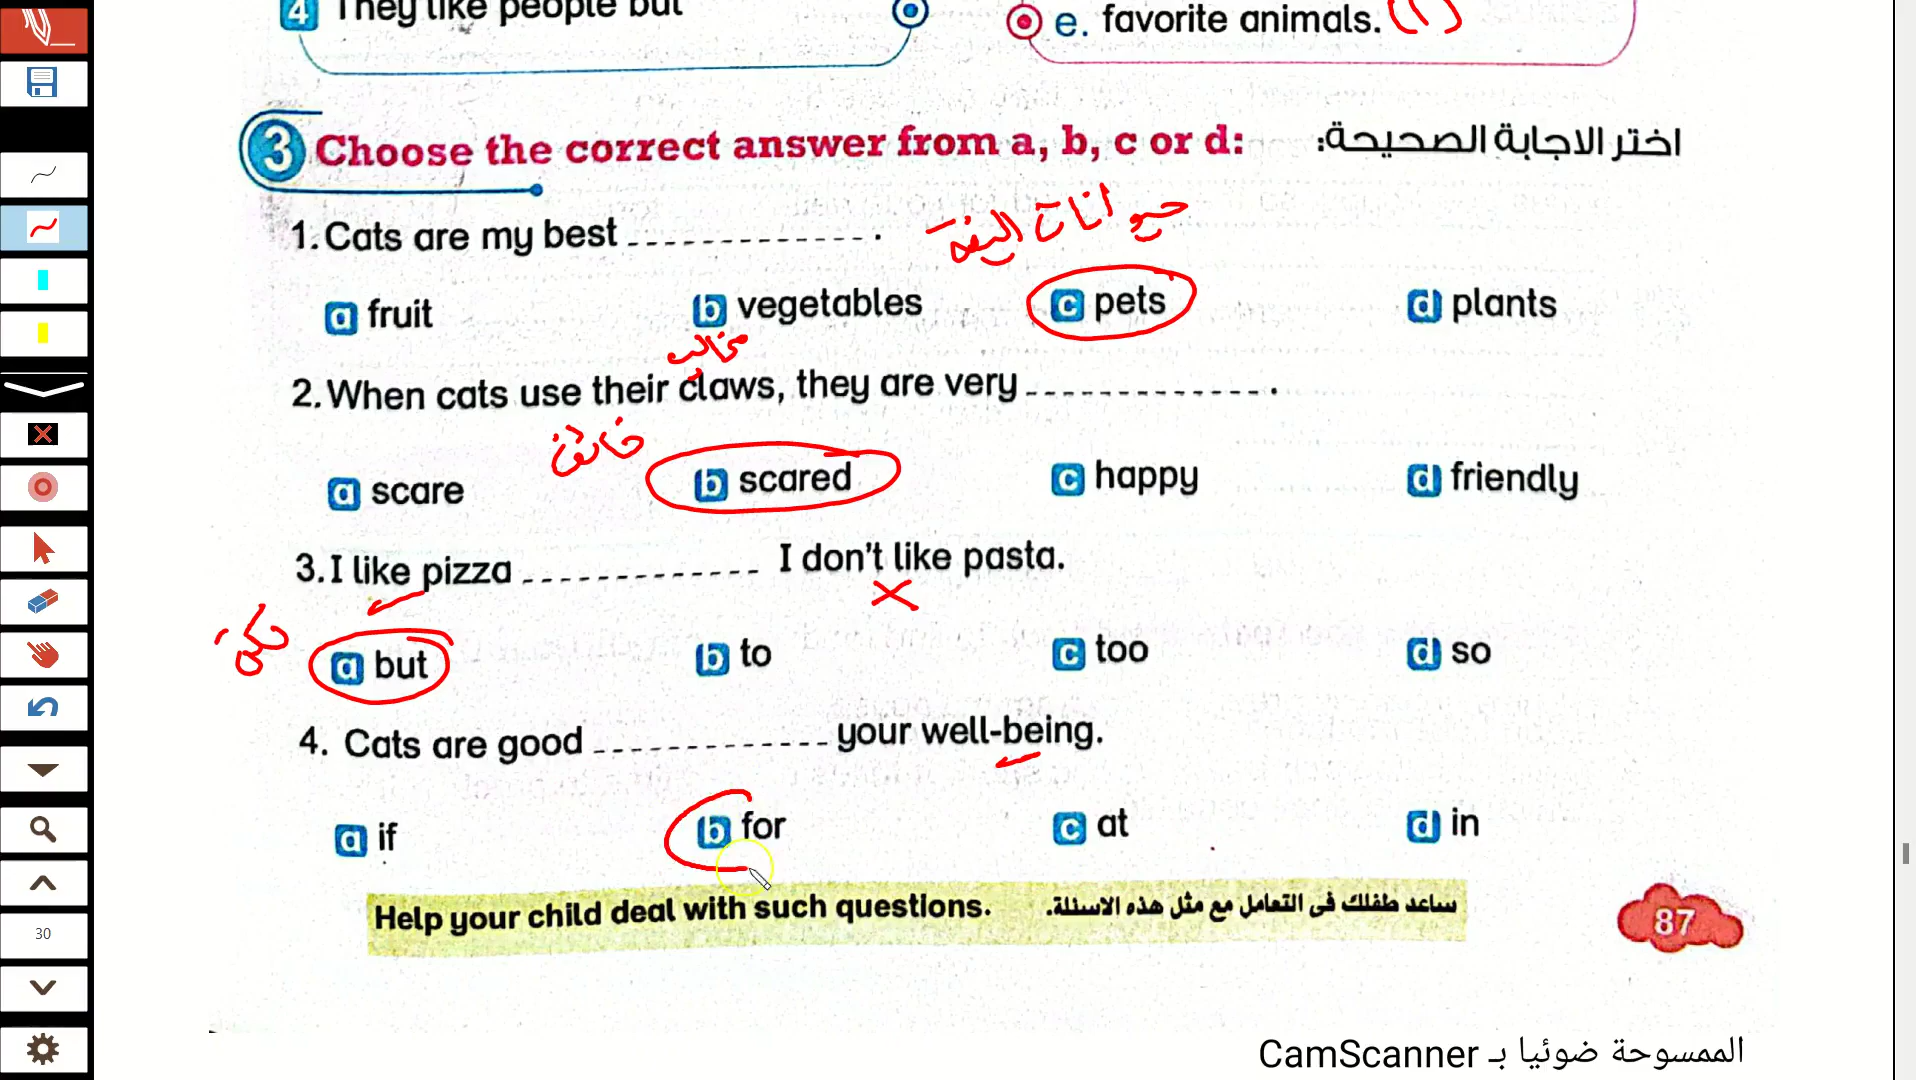 4 They like people but
e. favorite animals. (1)
3 Choose the correct answer from a, b, c or d: اختر الاجابة الصحيحة:
1. Cats are my best ------------- .
حيوانات اليفة
a fruit b vegetables c pets d plants
مخالب
2. When cats use their claws, they are very ------------- .
خائف
a scare b scared c happy d friendly
3. I like pizza ------------- I don't like pasta.
لكن
a but b to c too d so
4. Cats are good ------------- your well-being.
a if b for c at d in
Help your child deal with such questions. ساعد طفلك فى التعامل مع مثل هذه الاسئلة.
87
30
الممسوحة ضوئيا بـ CamScanner